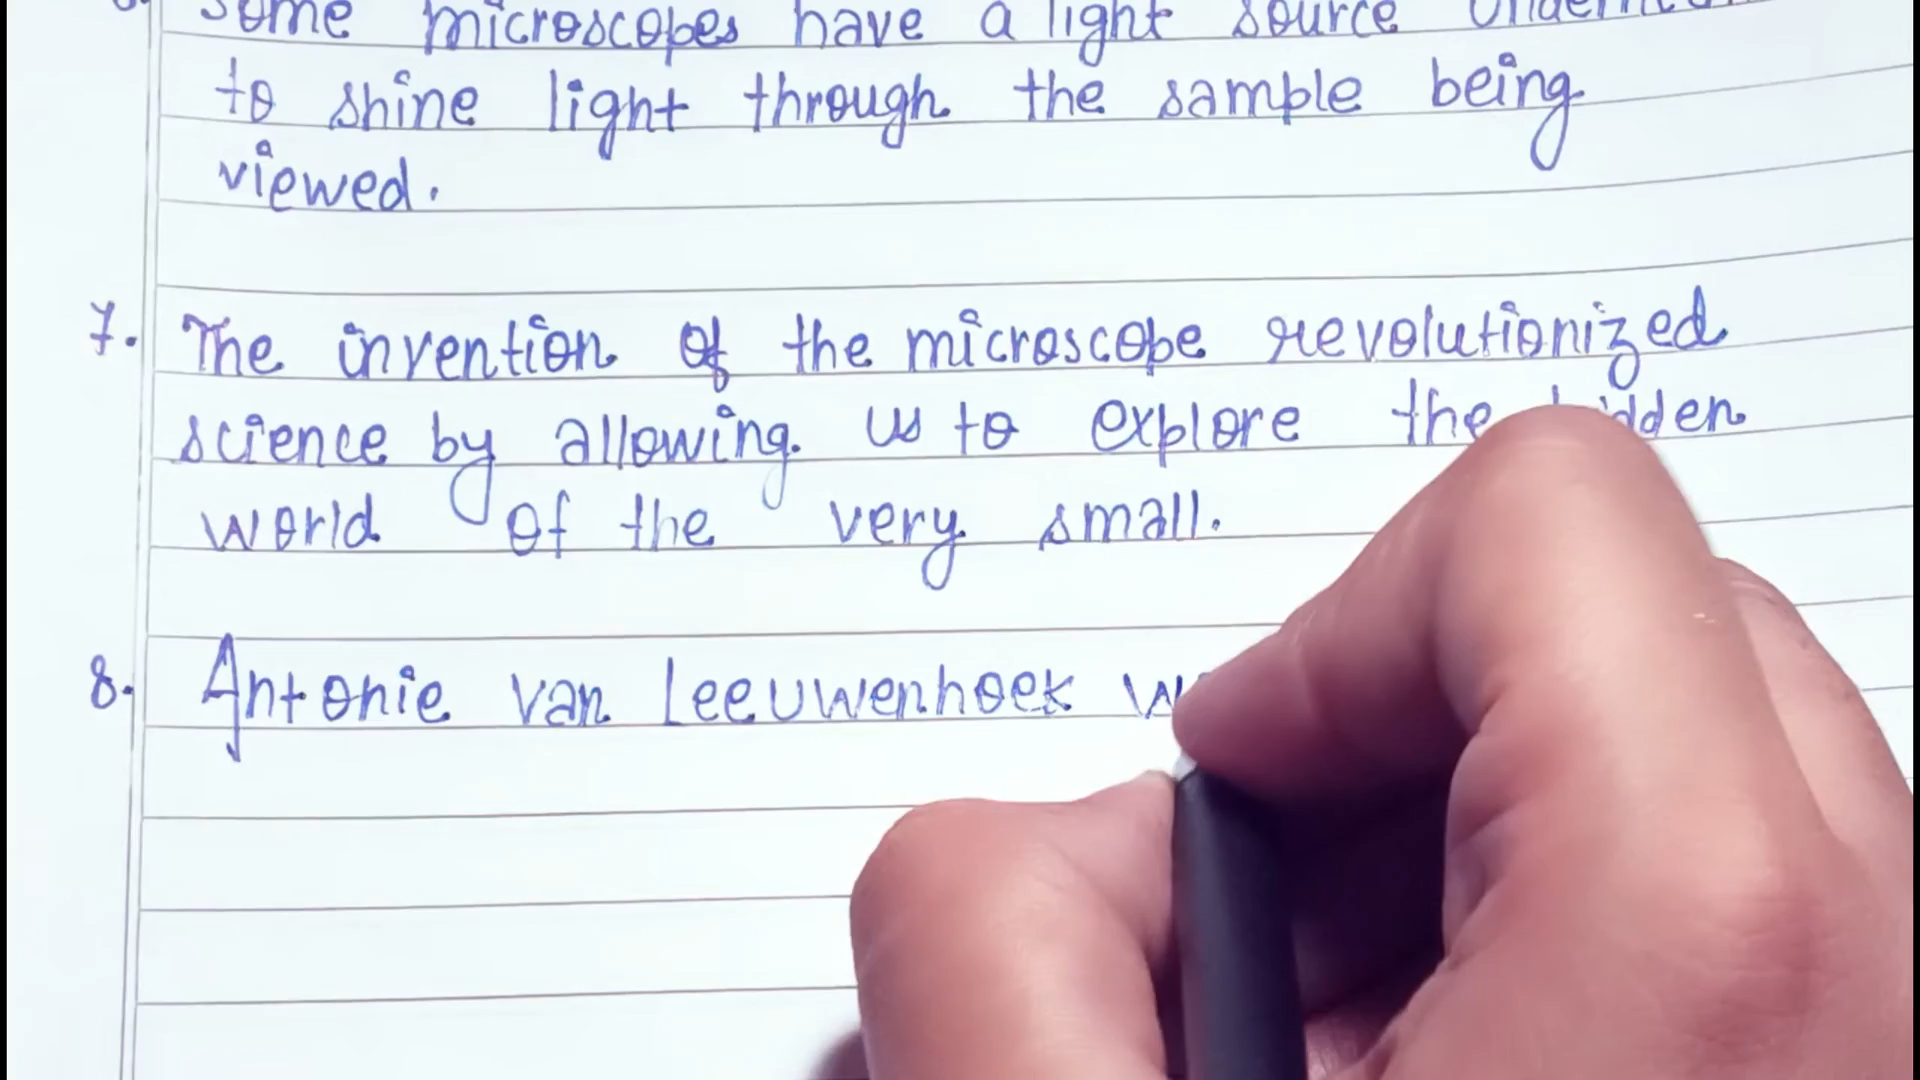 Some microscopes have a light source
to shine light through the sample being
viewed.
7. The invention of the microscope revolutionized
science by allowing us to explore the
world of the very small.
8. Antonie van Leeuwenhoek